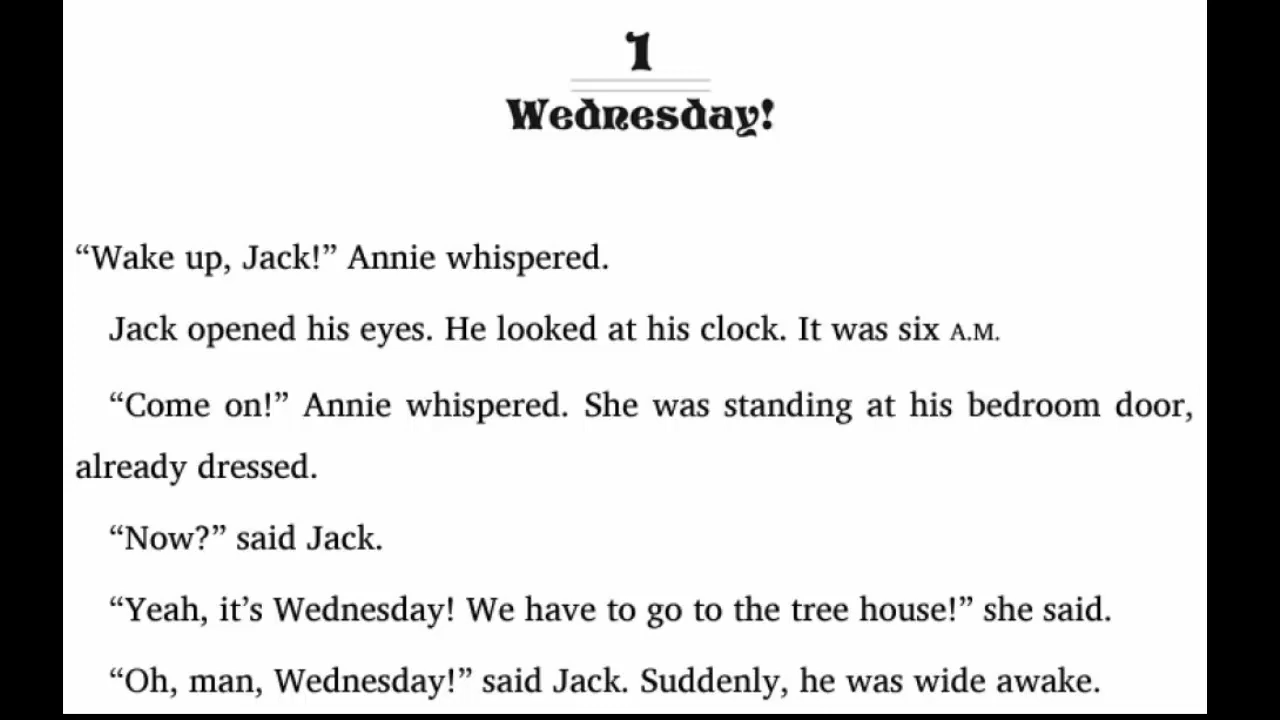 1
Wednesday!
“Wake up, Jack!” Annie whispered.
Jack opened his eyes. He looked at his clock. It was six A.M.
“Come on!” Annie whispered. She was standing at his bedroom door,
already dressed.
“Now?” said Jack.
“Yeah, it’s Wednesday! We have to go to the tree house!” she said.
“Oh, man, Wednesday!” said Jack. Suddenly, he was wide awake.